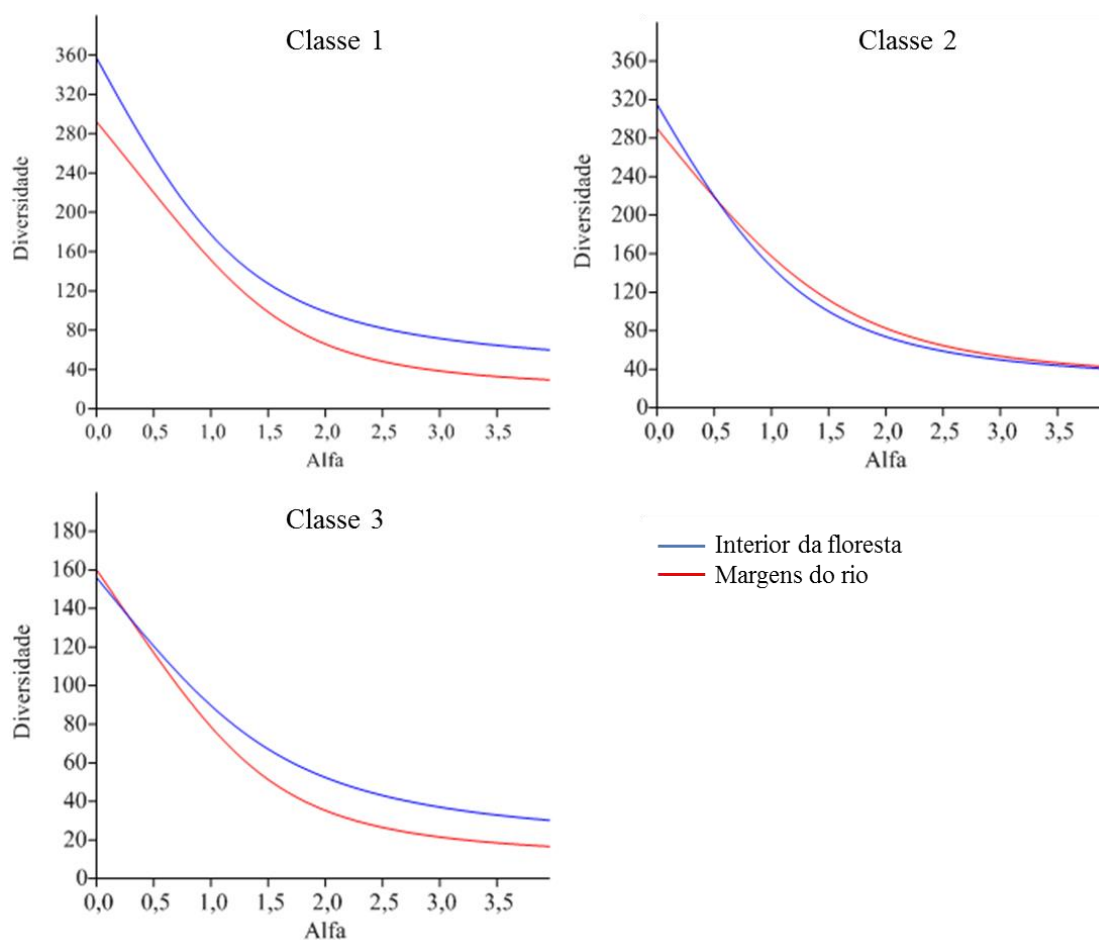 Classe 1
360
320
280
240
200
160
120
80
40
0
Diversidade
0,0 0,5 1,0 1,5 2,0 2,5 3,0 3,5
Alfa
Classe 2
360
320
280
240
200
160
120
80
40
0
Diversidade
0,0 0,5 1,0 1,5 2,0 2,5 3,0 3,5
Alfa
Classe 3
180
160
140
120
100
80
60
40
20
0
Diversidade
0,0 0,5 1,0 1,5 2,0 2,5 3,0 3,5
Alfa
Interior da floresta
Margens do rio